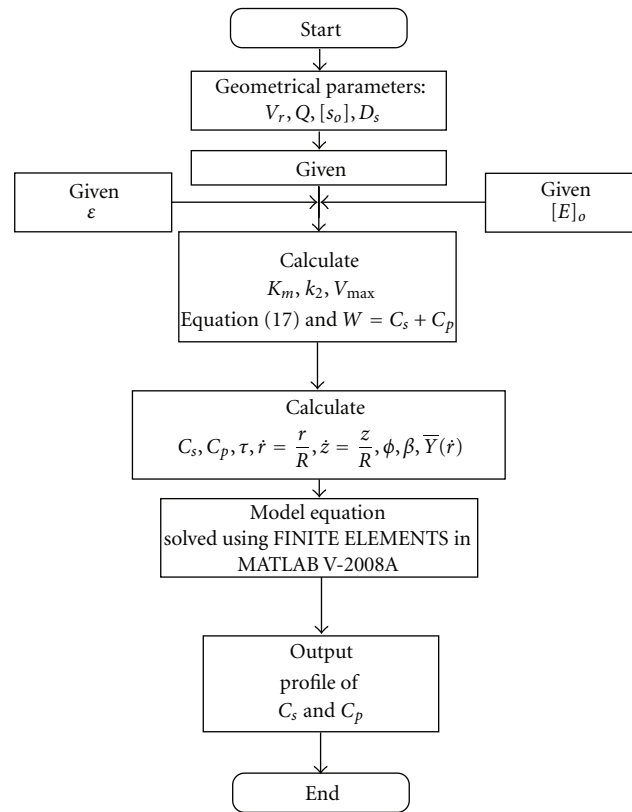 Start
Geometrical parameters:
V_r, Q, [s_o], D_s
Given
Given
ε
Given
[E]_o
Calculate
K_m, k_2, V_max
Equation (17) and W = C_s + C_p
Calculate
C_s, C_p, τ, ṙ = r/R, ż = z/R, ϕ, β, Y̅(ṙ)
Model equation
solved using FINITE ELEMENTS in
MATLAB V-2008A
Output
profile of
C_s and C_p
End